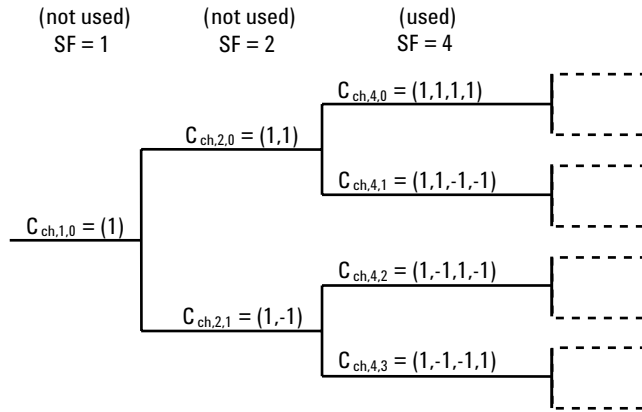 (not used) (not used) (used)
SF = 1 SF = 2 SF = 4
C ch,4,0 = (1,1,1,1)
C ch,2,0 = (1,1)
C ch,4,1 = (1,1,-1,-1)
C ch,1,0 = (1)
C ch,4,2 = (1,-1,1,-1)
C ch,2,1 = (1,-1)
C ch,4,3 = (1,-1,-1,1)